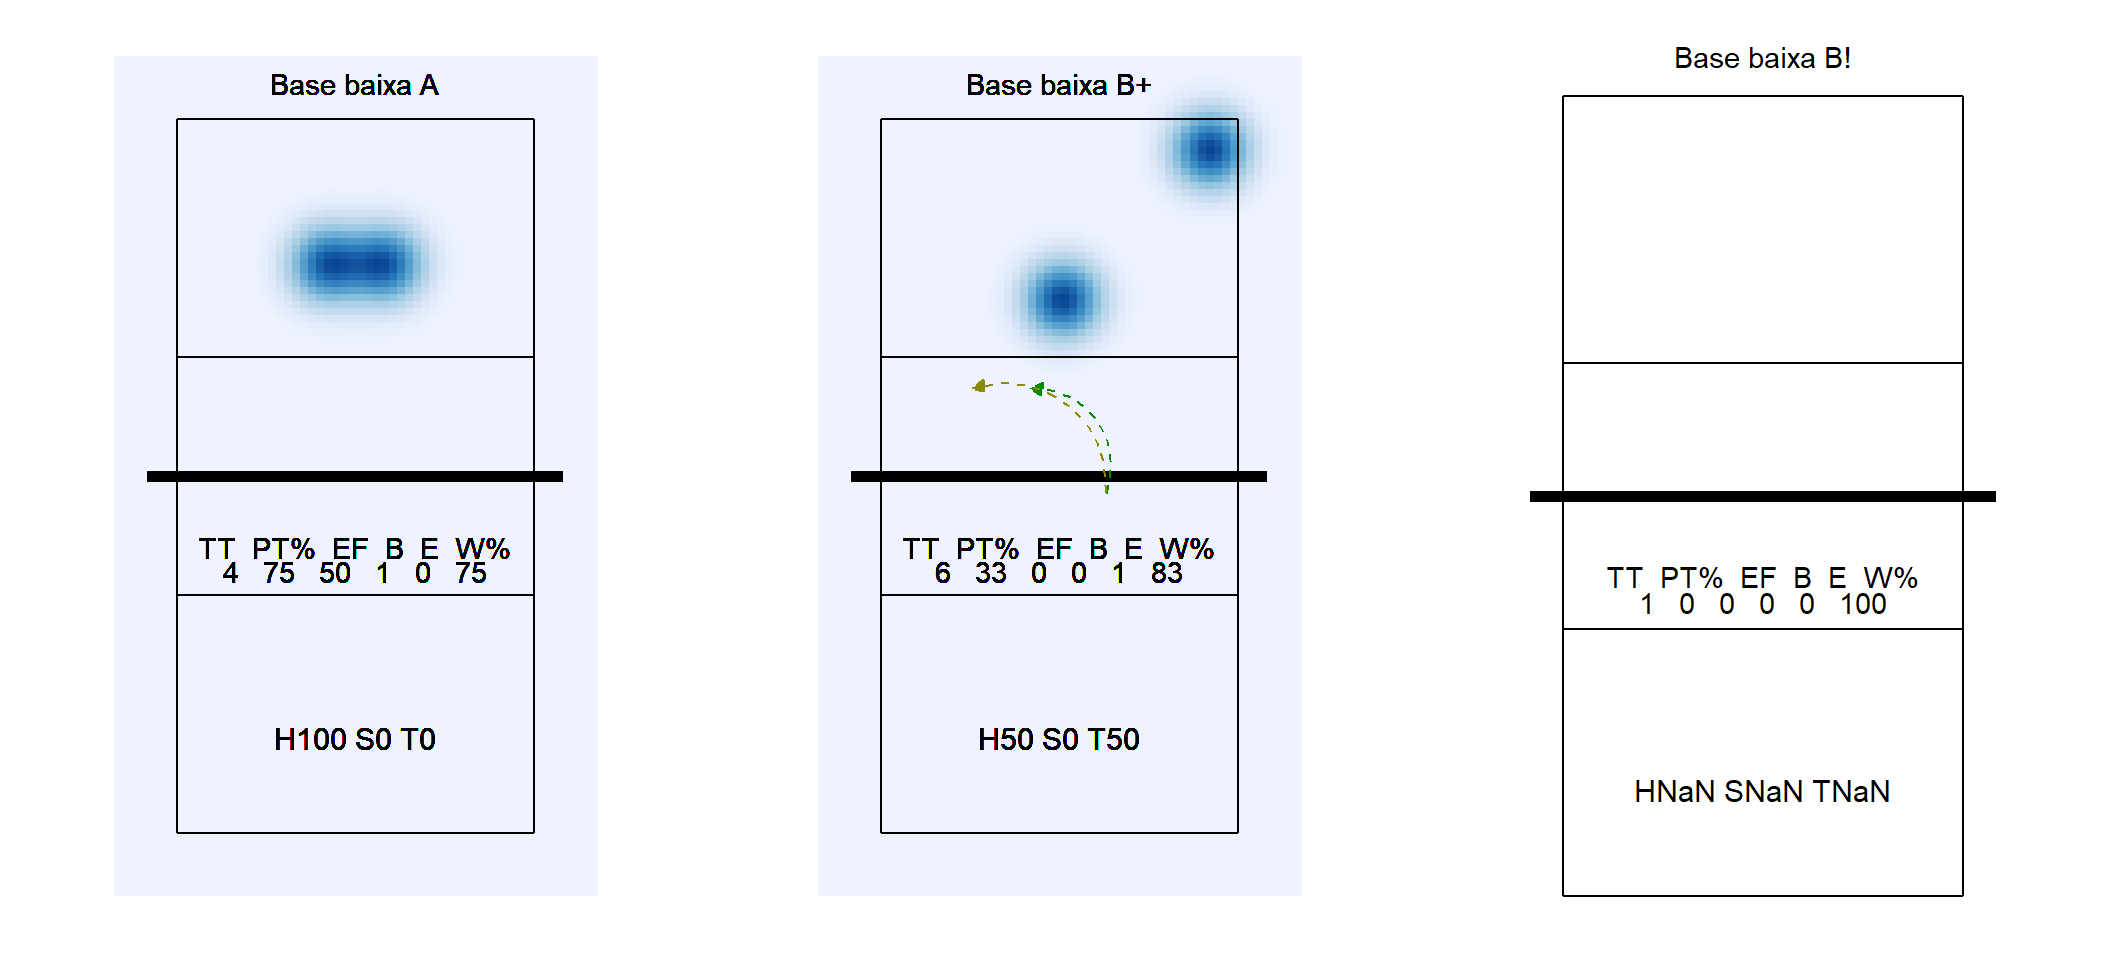 Base baixa A
TT PT% EF B E W%
4 75 50 1 0 75
H100 S0 T0
Base baixa B+
TT PT% EF B E W%
6 33 0 0 1 83
H50 S0 T50
Base baixa B!
TT PT% EF B E W%
1 0 0 0 0 100
HNaN SNaN TNaN